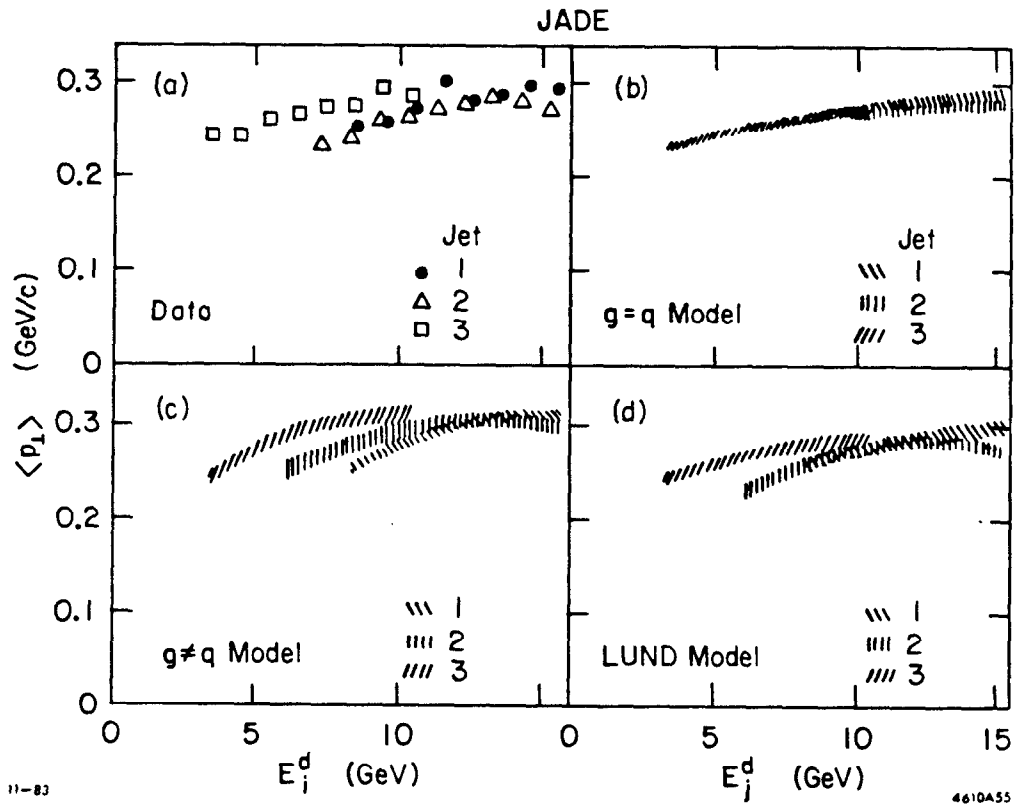 JADE
(a)
(b)
0.3
0.2
0.1
0
Jet
1
2
3
Data
Jet
1
2
3
g=q Model
<p⊥> (GeV/c)
(c)
(d)
0.3
0.2
0.1
0
1
2
3
g≠q Model
1
2
3
LUND Model
0 5 10 0 5 10 15
E_j^d (GeV)
E_j^d (GeV)
11-83
4610A55